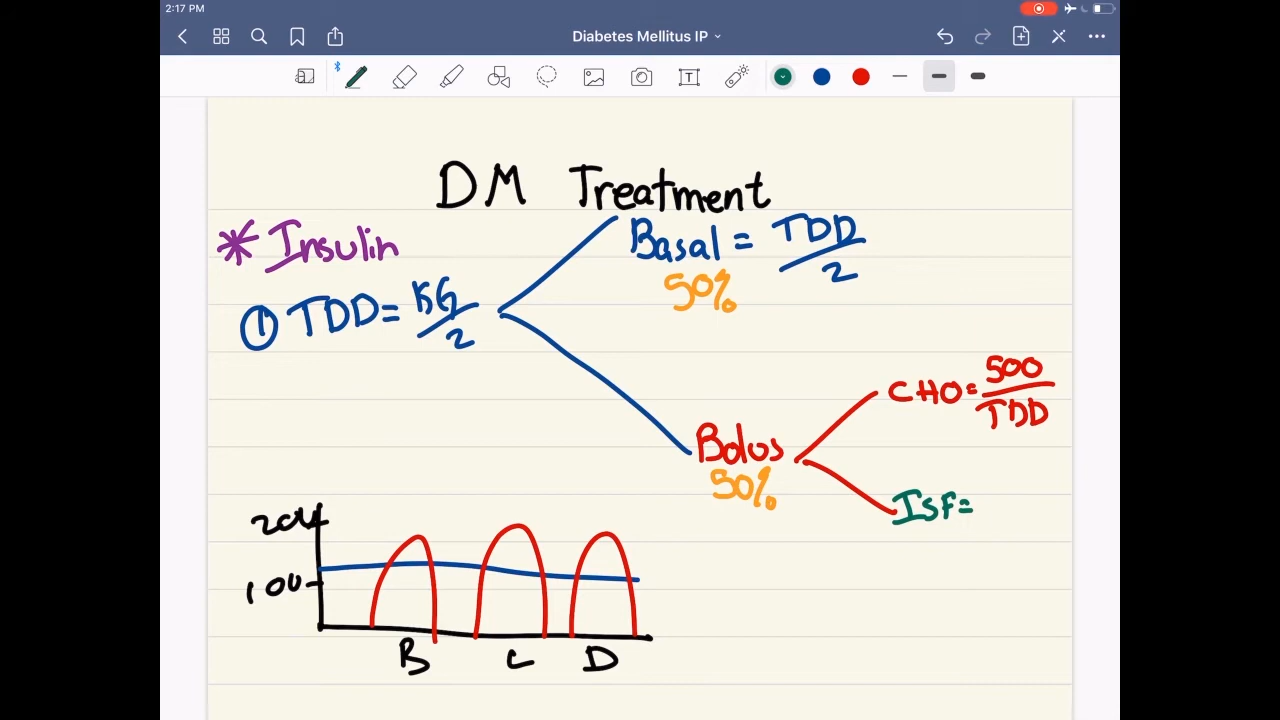 2:17 PM
Diabetes Mellitus IP
DM Treatment
* Insulin
① TDD = KG/2
Basal = TDD/2
50%
Bolus
50%
CHO = 500/TDD
ISF =
200
100
B
L
D